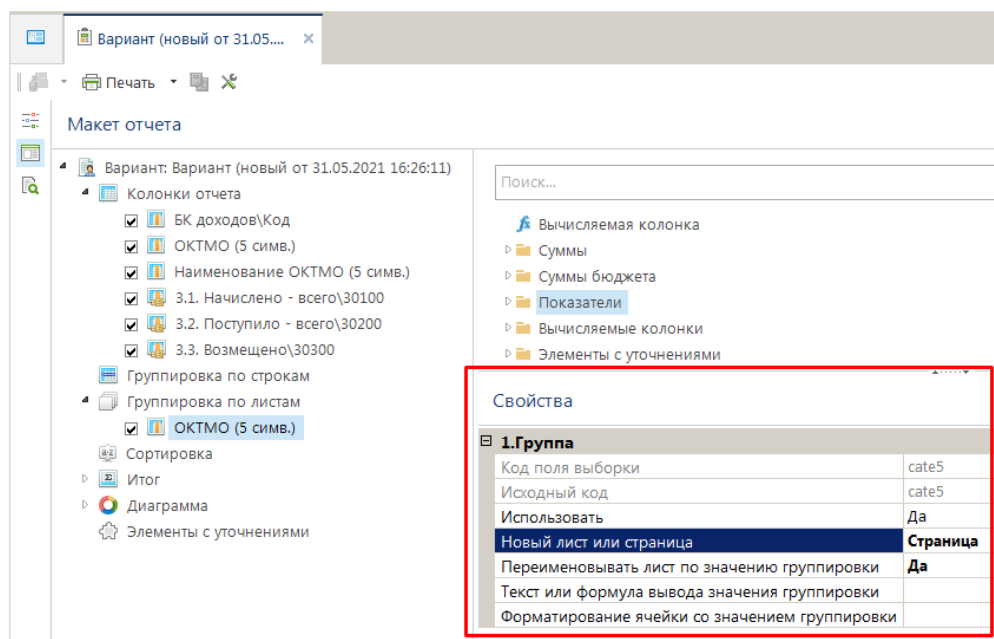 Вариант (новый от 31.05....
Печать
Макет отчета
Вариант: Вариант (новый от 31.05.2021 16:26:11)
Колонки отчета
БК доходов\Код
ОКТМО (5 симв.)
Наименование ОКТМО (5 симв.)
3.1. Начислено - всего\30100
3.2. Поступило - всего\30200
3.3. Возмещено\30300
Группировка по строкам
Группировка по листам
ОКТМО (5 симв.)
Сортировка
Итог
Диаграмма
Элементы с уточнениями
Поиск...
Вычисляемая колонка
Суммы
Суммы бюджета
Показатели
Вычисляемые колонки
Элементы с уточнениями
Свойства
1.Группа
Код поля выборки cate5
Исходный код cate5
Использовать Да
Новый лист или страница Страница
Переименовывать лист по значению группировки Да
Текст или формула вывода значения группировки
Форматирование ячейки со значением группировки